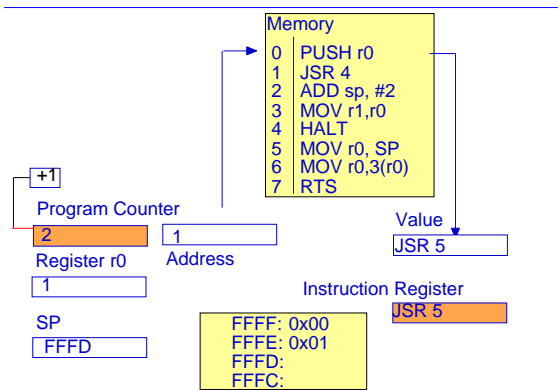 Memory
0 PUSH r0
1 JSR 4
2 ADD sp, #2
3 MOV r1,r0
4 HALT
5 MOV r0, SP
6 MOV r0,3(r0)
7 RTS
+1
Program Counter
2
1
Address
Value
JSR 5
Register r0
1
Instruction Register
JSR 5
SP
FFFD
FFFF: 0x00
FFFE: 0x01
FFFD:
FFFC: